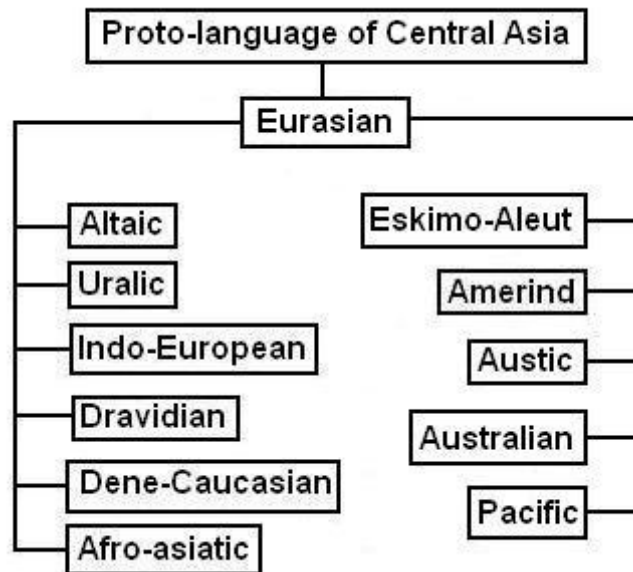 Proto-language of Central Asia
Eurasian
Altaic
Uralic
Indo-European
Dravidian
Dene-Caucasian
Afro-asiatic
Eskimo-Aleut
Amerind
Austic
Australian
Pacific